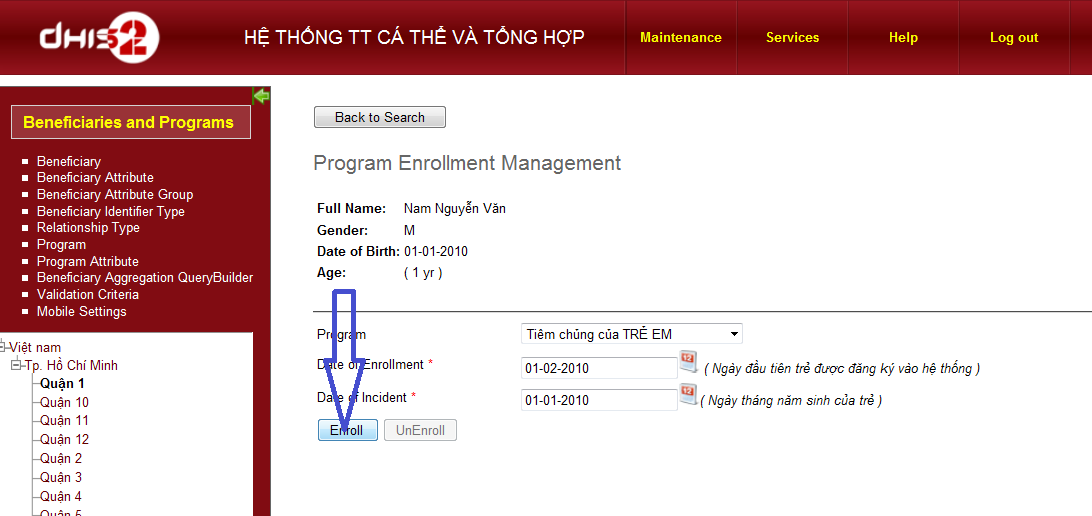 dHIS2
HỆ THỐNG TT CÁ THỂ VÀ TỔNG HỢP
Maintenance
Services
Help
Log out
Beneficiaries and Programs
Beneficiary
Beneficiary Attribute
Beneficiary Attribute Group
Beneficiary Identifier Type
Relationship Type
Program
Program Attribute
Beneficiary Aggregation QueryBuilder
Validation Criteria
Mobile Settings
Việt nam
Tp. Hồ Chí Minh
Quận 1
Quận 10
Quận 11
Quận 12
Quận 2
Quận 3
Quận 4
Quận 5
Back to Search
Program Enrollment Management
Full Name: Nam Nguyễn Văn
Gender: M
Date of Birth: 01-01-2010
Age: ( 1 yr )
Program Tiêm chủng của TRẺ EM
Date of Enrollment * 01-02-2010 12 ( Ngày đầu tiên trẻ được đăng ký vào hệ thống )
Date of Incident * 01-01-2010 12 ( Ngày tháng năm sinh của trẻ )
Enroll UnEnroll